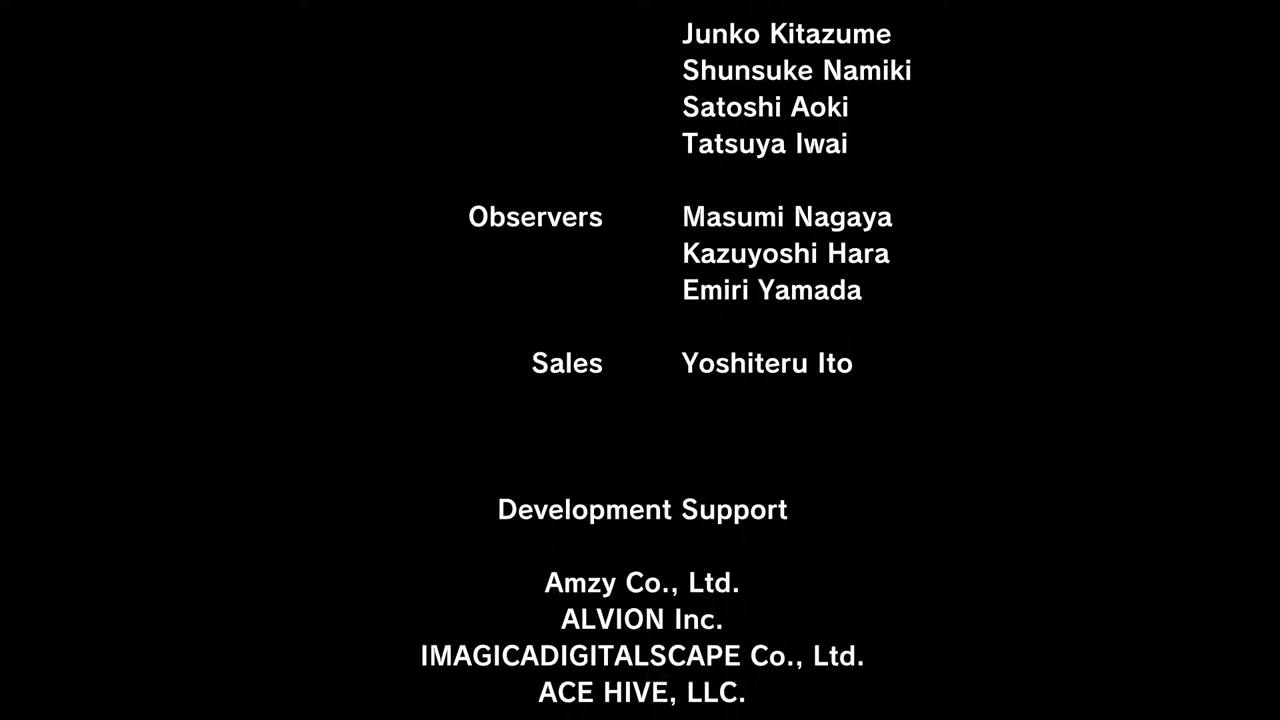 Junko Kitazume
Shunsuke Namiki
Satoshi Aoki
Tatsuya Iwai
Observers Masumi Nagaya
Kazuyoshi Hara
Emiri Yamada
Sales Yoshiteru Ito
Development Support
Amzy Co., Ltd.
ALVION Inc.
IMAGICADIGITALSCAPE Co., Ltd.
ACE HIVE, LLC.